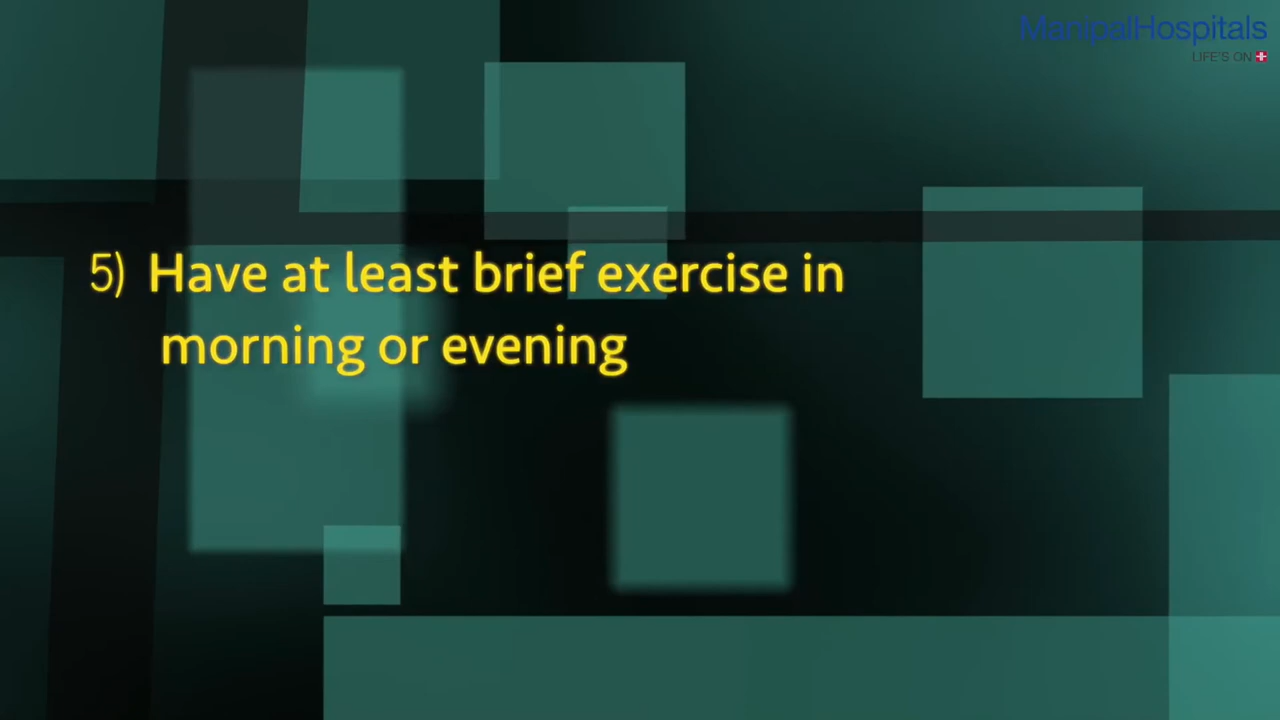 ManipalHospitals
LIFE'S ON
5) Have at least brief exercise in
morning or evening